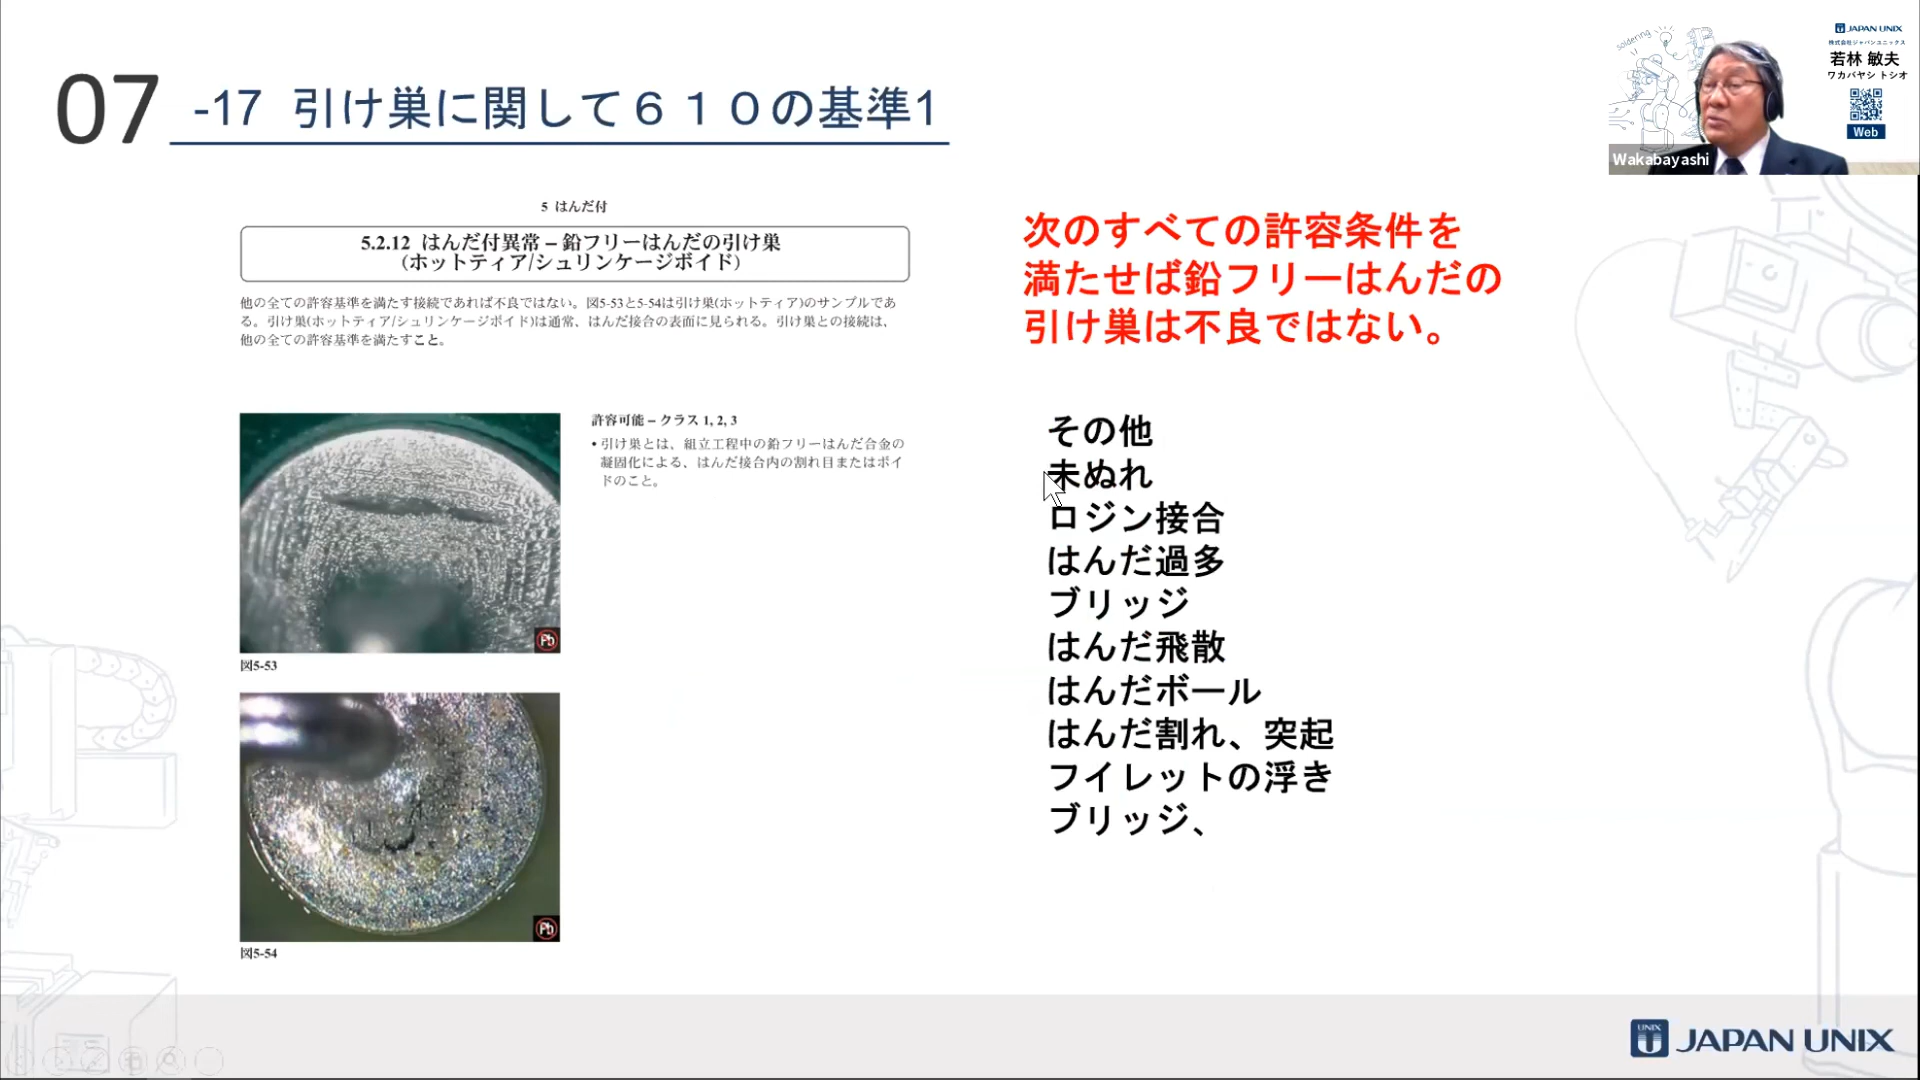 07 -17 引け巣に関して６１０の基準1
JAPAN UNIX
株式会社ジャパンユニックス
若林 敏夫
ワカバヤシ トシオ
Web
soldering
Wakabayashi
5 はんだ付
5.2.12 はんだ付異常 – 鉛フリーはんだの引け巣
（ホットティア/シュリンケージボイド）
他の全ての許容基準を満たす接続であれば不良ではない。図5-53と5-54は引け巣(ホットティア)のサンプルであ
る。引け巣(ホットティア/シュリンケージボイド)は通常、はんだ接合の表面に見られる。引け巣との接続は、
他の全ての許容基準を満たすこと。
許容可能 – クラス 1, 2, 3
• 引け巣とは、組立工程中の鉛フリーはんだ合金の
凝固化による、はんだ接合内の割れ目またはボイ
ドのこと。
Pb
図5-53
Pb
図5-54
次のすべての許容条件を
満たせば鉛フリーはんだの
引け巣は不良ではない。
その他
未ぬれ
ロジン接合
はんだ過多
ブリッジ
はんだ飛散
はんだボール
はんだ割れ、突起
フイレットの浮き
ブリッジ、
UNIX
JAPAN UNIX